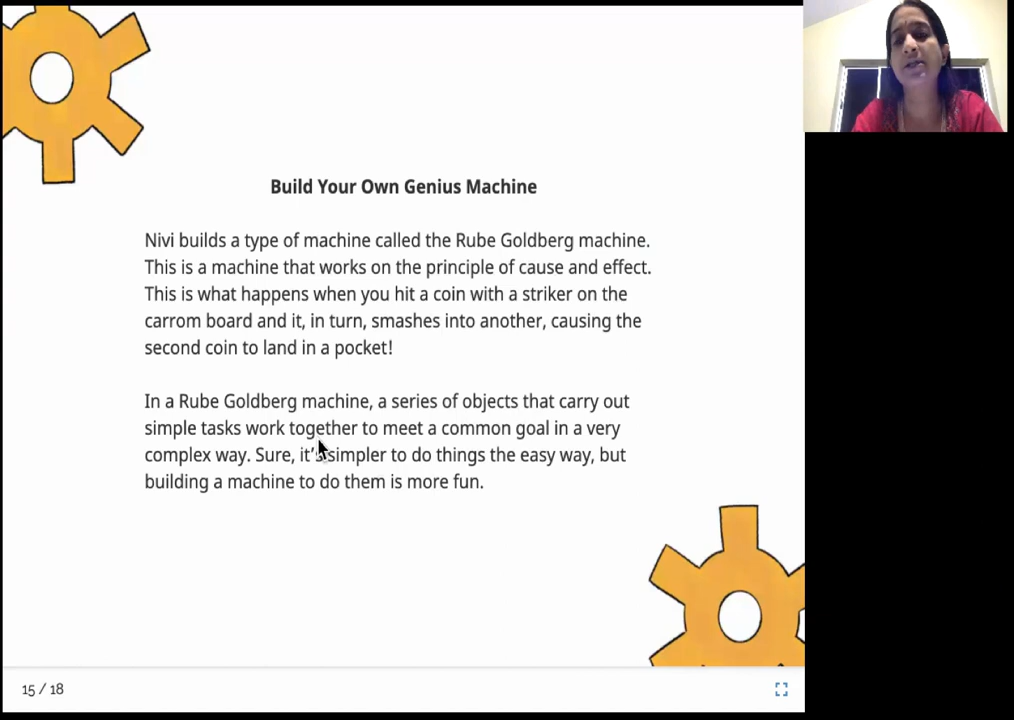 Build Your Own Genius Machine
Nivi builds a type of machine called the Rube Goldberg machine.
This is a machine that works on the principle of cause and effect.
This is what happens when you hit a coin with a striker on the
carrom board and it, in turn, smashes into another, causing the
second coin to land in a pocket!
In a Rube Goldberg machine, a series of objects that carry out
simple tasks work together to meet a common goal in a very
complex way. Sure, it's simpler to do things the easy way, but
building a machine to do them is more fun.
15 / 18